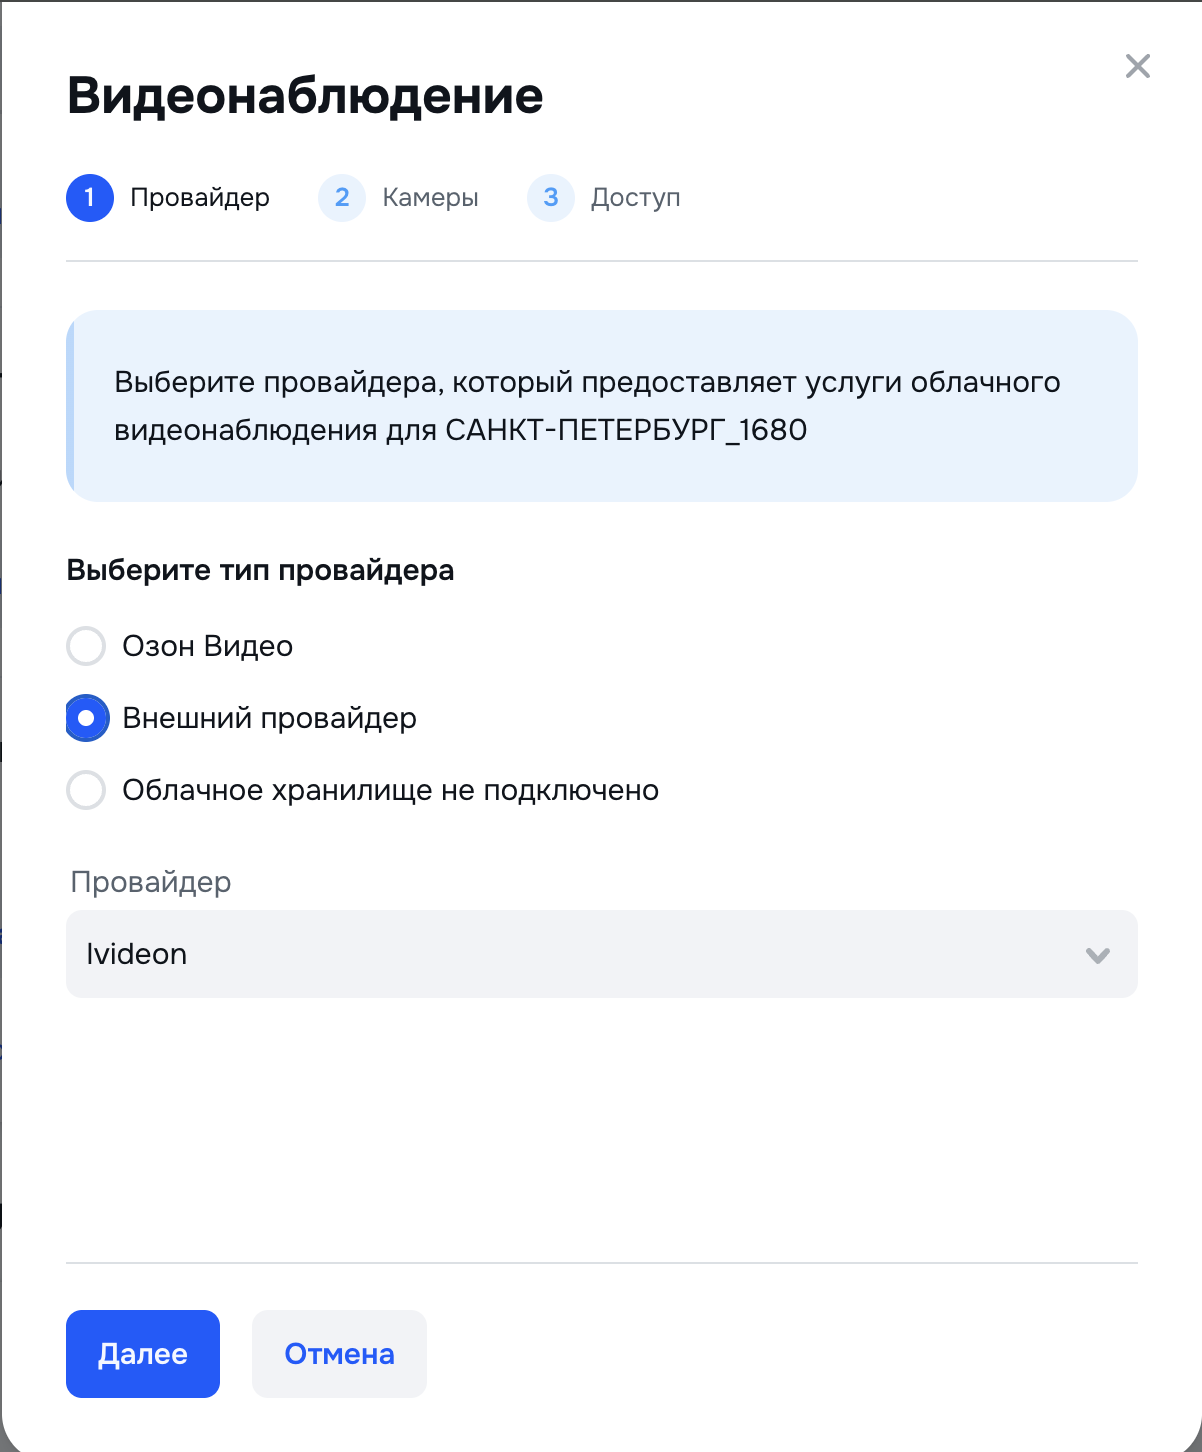 Видеонаблюдение
1 Провайдер 2 Камеры 3 Доступ
Выберите провайдера, который предоставляет услуги облачного
видеонаблюдения для САНКТ-ПЕТЕРБУРГ_1680
Выберите тип провайдера
Озон Видео
Внешний провайдер
Облачное хранилище не подключено
Провайдер
Ivideon
Далее Отмена